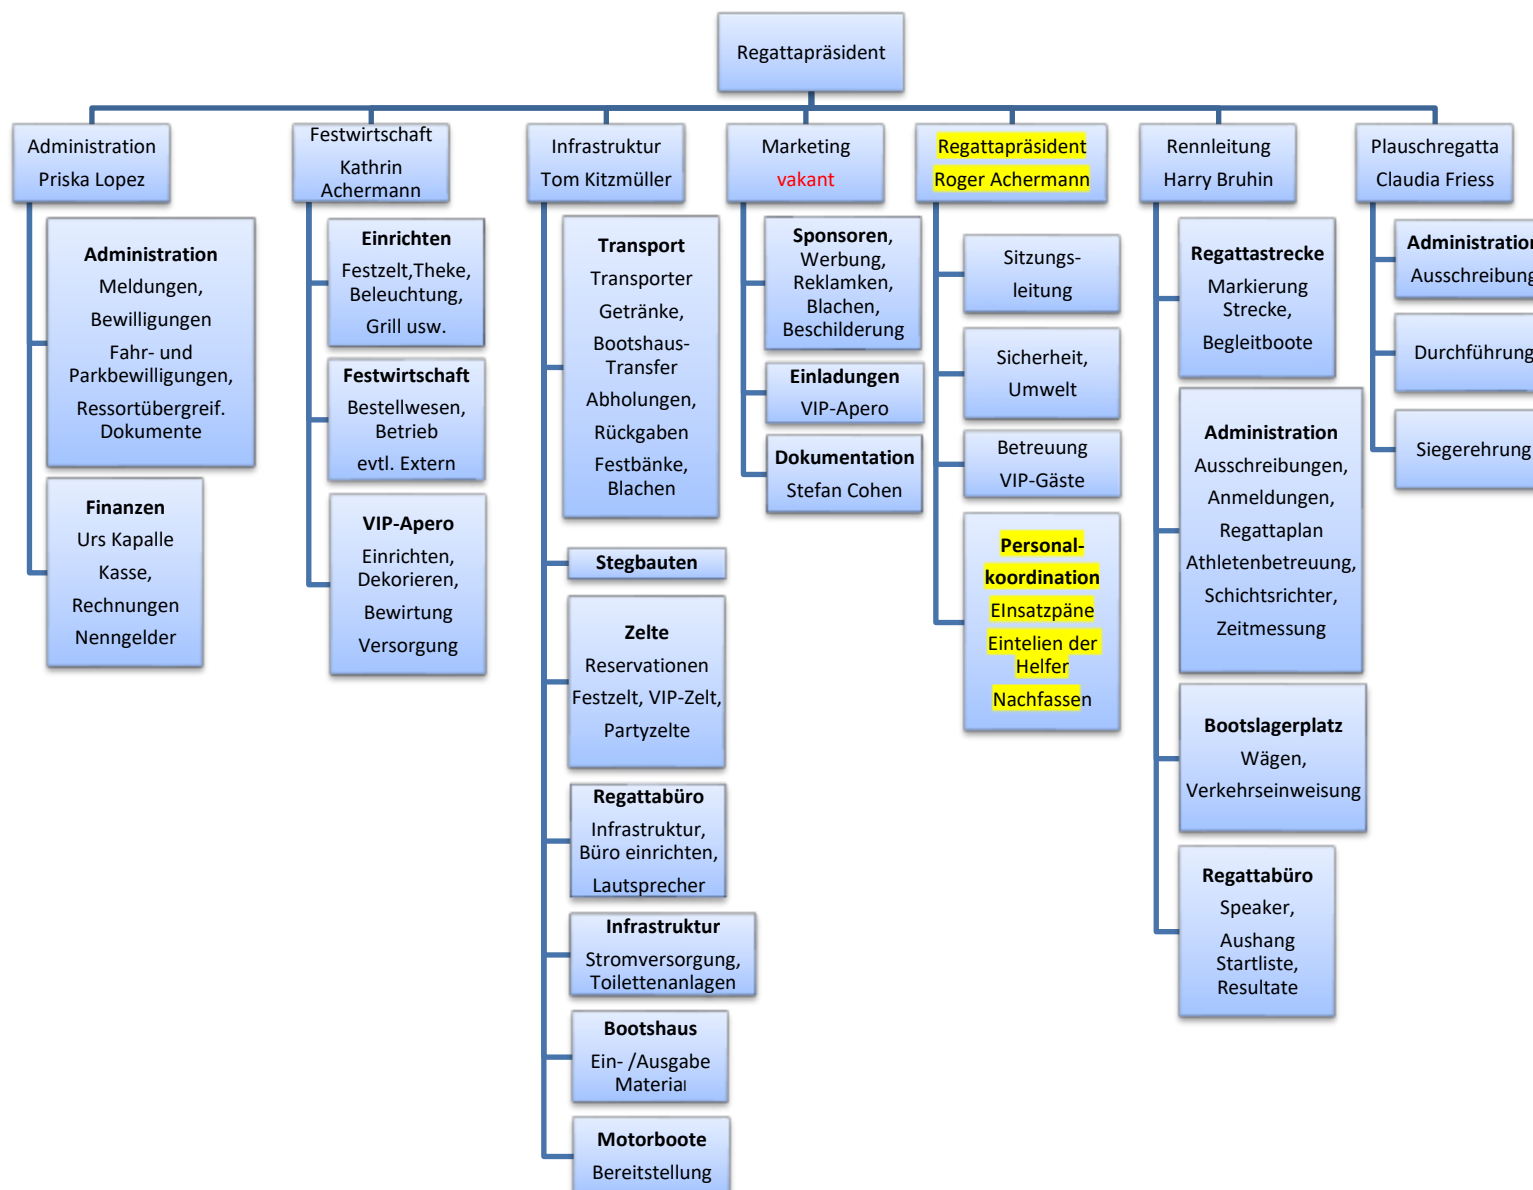 Regattapräsident
Administration
Priska Lopez
Administration
Meldungen,
Bewilligungen
Fahr- und
Parkbewilligungen,
Ressortübergreif.
Dokumente
Finanzen
Urs Kapalle
Kasse,
Rechnungen
Nenngelder
Festwirtschaft
Kathrin
Achermann
Einrichten
Festzelt,Theke,
Beleuchtung,
Grill usw.
Festwirtschaft
Bestellwesen,
Betrieb
evtl. Extern
VIP-Apero
Einrichten,
Dekorieren,
Bewirtung
Versorgung
Infrastruktur
Tom Kitzmüller
Transport
Transporter
Getränke,
Bootshaus-
Transfer
Abholungen,
Rückgaben
Festbänke,
Blachen
Stegbauten
Zelte
Reservationen
Festzelt, VIP-Zelt,
Partyzelte
Regattabüro
Infrastruktur,
Büro einrichten,
Lautsprecher
Infrastruktur
Stromversorgung,
Toilettenanlagen
Bootshaus
Ein- /Ausgabe
Material
Motorboote
Bereitstellung
Marketing
vakant
Sponsoren,
Werbung,
Reklamken,
Blachen,
Beschilderung
Einladungen
VIP-Apero
Dokumentation
Stefan Cohen
Regattapräsident
Roger Achermann
Sitzungs-
leitung
Sicherheit,
Umwelt
Betreuung
VIP-Gäste
Personal-
koordination
EInsatzpäne
Eintelien der
Helfer
Nachfassen
Rennleitung
Harry Bruhin
Regattastrecke
Markierung
Strecke,
Begleitboote
Administration
Ausschreibungen,
Anmeldungen,
Regattaplan
Athletenbetreuung,
Schichtsrichter,
Zeitmessung
Bootslagerplatz
Wägen,
Verkehrseinweisung
Regattabüro
Speaker,
Aushang
Startliste,
Resultate
Plauschregatta
Claudia Friess
Administration
Ausschreibung
Durchführung
Siegerehrung